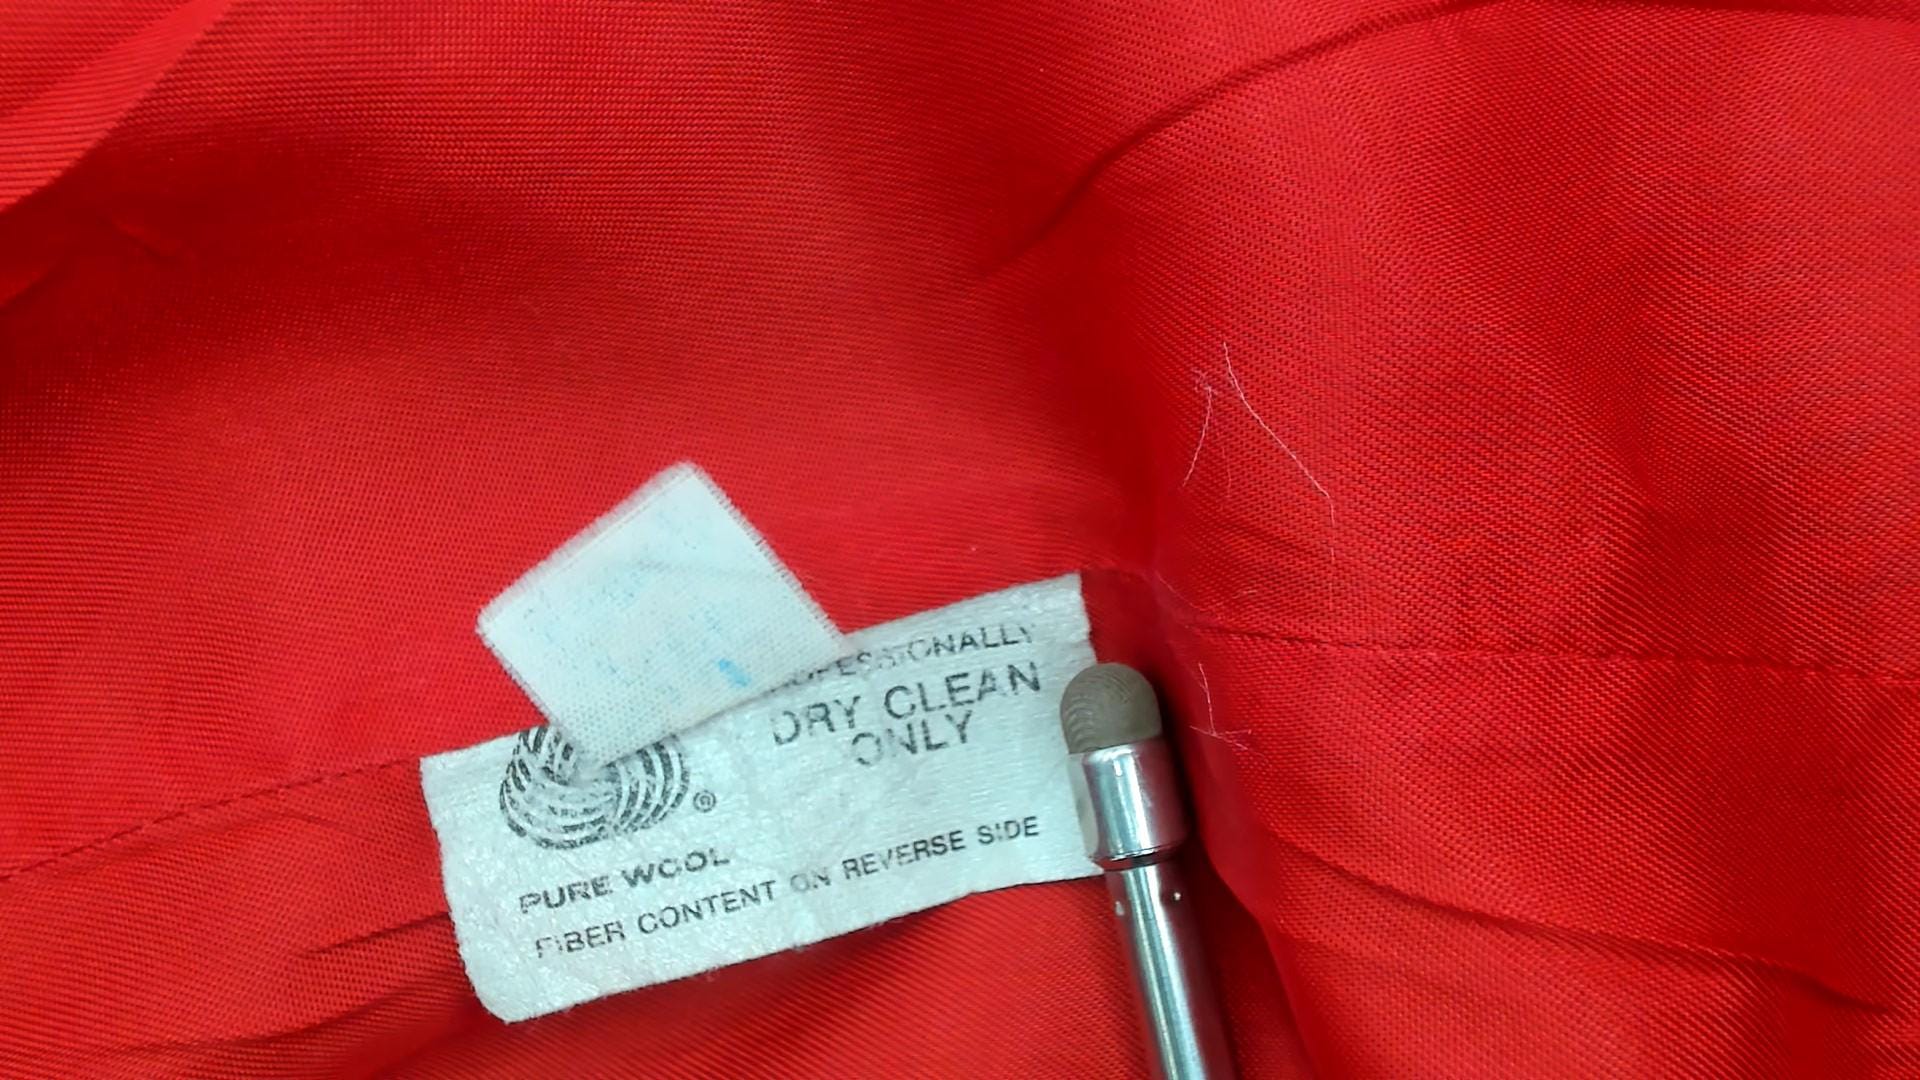 PROFESSIONALLY
DRY CLEAN
ONLY
®
PURE WOOL
FIBER CONTENT ON REVERSE SIDE